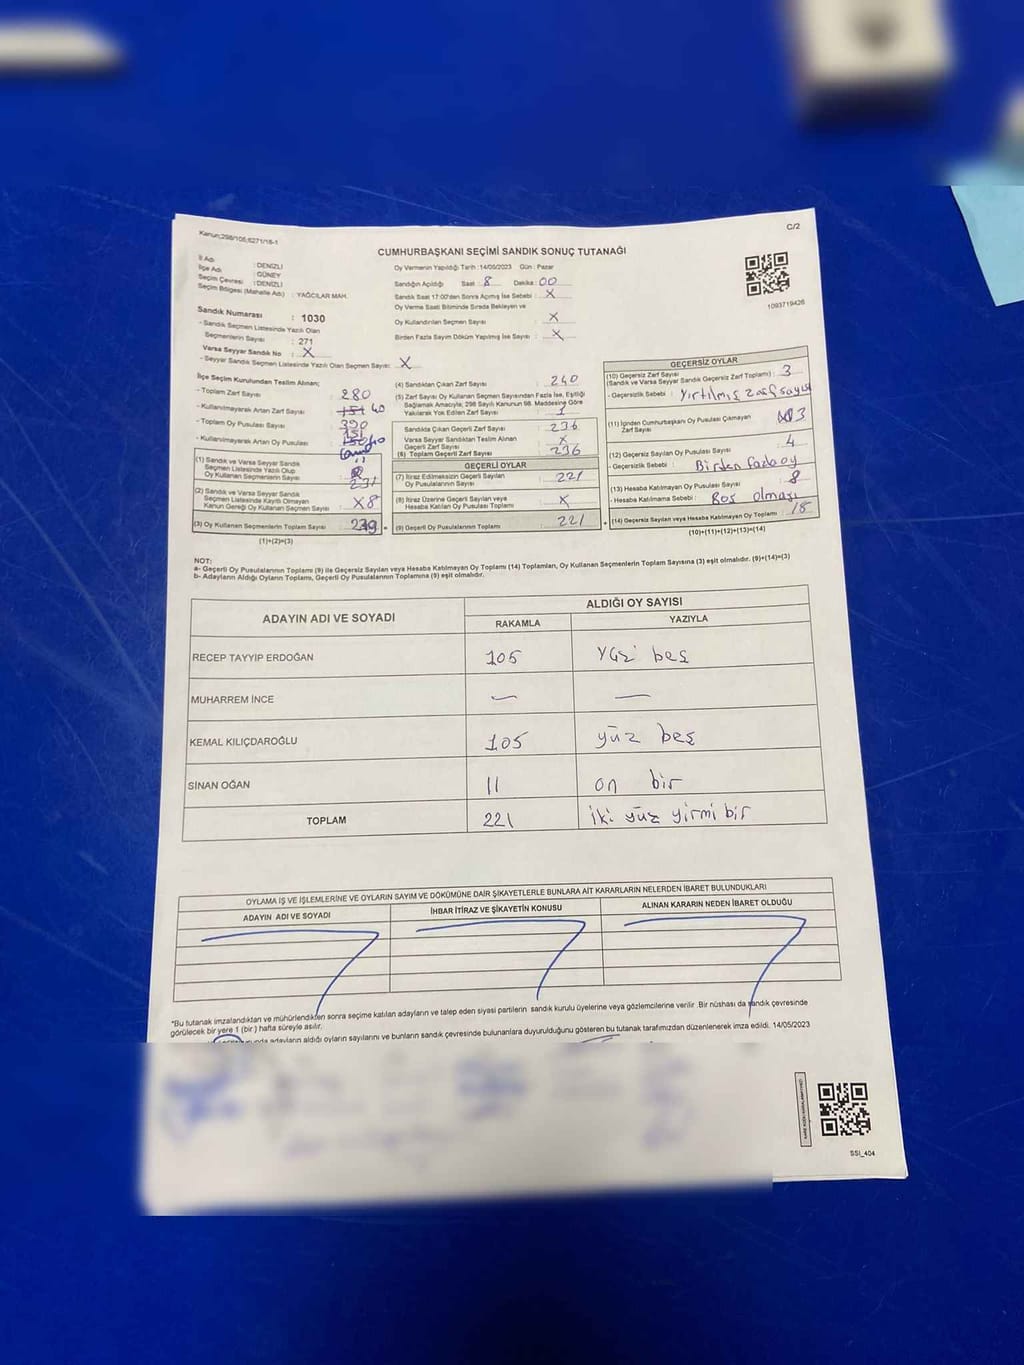 Kanun;298/105;6271/16-1
C/2
CUMHURBAŞKANI SEÇİMİ SANDIK SONUÇ TUTANAĞI
İl Adı : DENİZLİ
İlçe Adı : GÜNEY
Seçim Çevresi : DENİZLİ
Seçim Bölgesi (Mahalle Adı) : YAĞCILAR MAH.
Oy Vermenin Yapıldığı Tarih : 14/05/2023 Gün : Pazar
Sandığın Açıldığı Saat : 8 Dakika : 00
Sandık Saat 17:00'den Sonra Açılmış İse Sebebi : X
Oy Verme Saati Bitiminde Sırada Bekleyen ve
Oy Kullandırılan Seçmen Sayısı : X
Birden Fazla Sayım Döküm Yapılmış İse Sayısı : X
1093719426
Sandık Numarası : 1030
- Sandık Seçmen Listesinde Yazılı Olan
Seçmenlerin Sayısı : 271
Varsa Seyyar Sandık No : X
- Seyyar Sandık Seçmen Listesinde Yazılı Olan Seçmen Sayısı : X
İlçe Seçim Kurulundan Teslim Alınan;
- Toplam Zarf Sayısı : 280
- Kullanılmayarak Artan Zarf Sayısı : 40
- Toplam Oy Pusulası Sayısı :
- Kullanılmayarak Artan Oy Pusulası :
(1) Sandık ve Varsa Seyyar Sandık
Seçmen Listesinde Yazılı Olup
Oy Kullanan Seçmenlerin Sayısı : 231
(2) Sandık ve Varsa Seyyar Sandık
Seçmen Listesinde Kayıtlı Olmayan
Kanun Gereği Oy Kullanan Seçmen Sayısı : X8
(3) Oy Kullanan Seçmenlerin Toplam Sayısı :
(1)+(2)=(3)
(4) Sandıktan Çıkan Zarf Sayısı : 240
(5) Zarf Sayısı Oy Kullanan Seçmen Sayısından Fazla İse, Eşitliği
Sağlamak Amacıyla; 298 Sayılı Kanunun 98. Maddesine Göre
Yakılarak Yok Edilen Zarf Sayısı : 1
Sandıkta Çıkan Geçerli Zarf Sayısı : 236
Varsa Seyyar Sandıktan Teslim Alınan
Geçerli Zarf Sayısı : X
(6) Toplam Geçerli Zarf Sayısı : 236
GEÇERLİ OYLAR
(7) İtiraz Edilmeksizin Geçerli Sayılan
Oy Pusulalarının Sayısı : 221
(8) İtiraz Üzerine Geçerli Sayılan veya
Hesaba Katılan Oy Pusulası Toplamı : X
(9) Geçerli Oy Pusulalarının Toplamı : 221
GEÇERSİZ OYLAR
(10) Geçersiz Zarf Sayısı : 3
(Sandık ve Varsa Seyyar Sandık Geçersiz Zarf Toplamı)
- Geçersizlik Sebebi : Yırtılmış zarf sayısı
(11) İçinden Cumhurbaşkanı Oy Pusulası Çıkmayan
Zarf Sayısı : 3
(12) Geçersiz Sayılan Oy Pusulası Sayısı : 4
- Geçersizlik Sebebi : Birden fazla oy
(13) Hesaba Katılmayan Oy Pusulası Sayısı : 8
- Hesaba Katılmama Sebebi : Boş olması
(14) Geçersiz Sayılan veya Hesaba Katılmayan Oy Toplamı : 18
(10)+(11)+(12)+(13)=(14)
NOT:
a- Geçerli Oy Pusulalarının Toplamı (9) ile Geçersiz Sayılan veya Hesaba Katılmayan Oy Toplamı (14) Toplamları, Oy Kullanan Seçmenlerin Toplam Sayısına (3) eşit olmalıdır. (9)+(14)=(3)
b- Adayların Aldığı Oyların Toplamı, Geçerli Oy Pusulalarının Toplamına (9) eşit olmalıdır.
ADAYIN ADI VE SOYADI
ALDIĞI OY SAYISI
RAKAMLA YAZIYLA
RECEP TAYYİP ERDOĞAN 105 Yüz beş
MUHARREM İNCE — —
KEMAL KILIÇDAROĞLU 105 yüz beş
SİNAN OĞAN 11 on bir
TOPLAM 221 iki yüz yirmi bir
OYLAMA İŞ VE İŞLEMLERİNE VE OYLARIN SAYIM VE DÖKÜMÜNE DAİR ŞİKAYETLERLE BUNLARA AİT KARARLARIN NELERDEN İBARET BULUNDUKLARI
ADAYIN ADI VE SOYADI İHBAR İTİRAZ VE ŞİKAYETİN KONUSU ALINAN KARARIN NEDEN İBARET OLDUĞU
*Bu tutanak imzalandıktan ve mühürlendikten sonra seçime katılan adayların ve talep eden siyasi partilerin sandık kurulu üyelerine veya gözlemcilerine verilir .Bir nüshası da sandık çevresinde
görülecek bir yere 1 (bir ) hafta süreyle asılır.
adayların aldığı oyların sayılarını ve bunların sandık çevresinde bulunanlara duyurulduğunu gösteren bu tutanak tarafımızdan düzenlenerek imza edildi. 14/05/2023
SSI_404